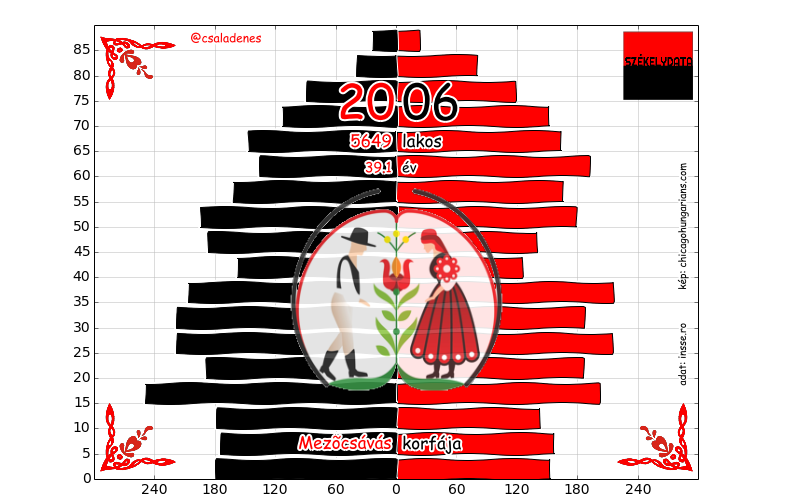 @csaladenes
SZÉKELYDATA
2006
5649 lakos
39.1 év
kép: chicagohungarians.com
adat: insse.ro
Mezőcsávás korfája
85
80
75
70
65
60
55
50
45
40
35
30
25
20
15
10
5
0
240 180 120 60 0 60 120 180 240